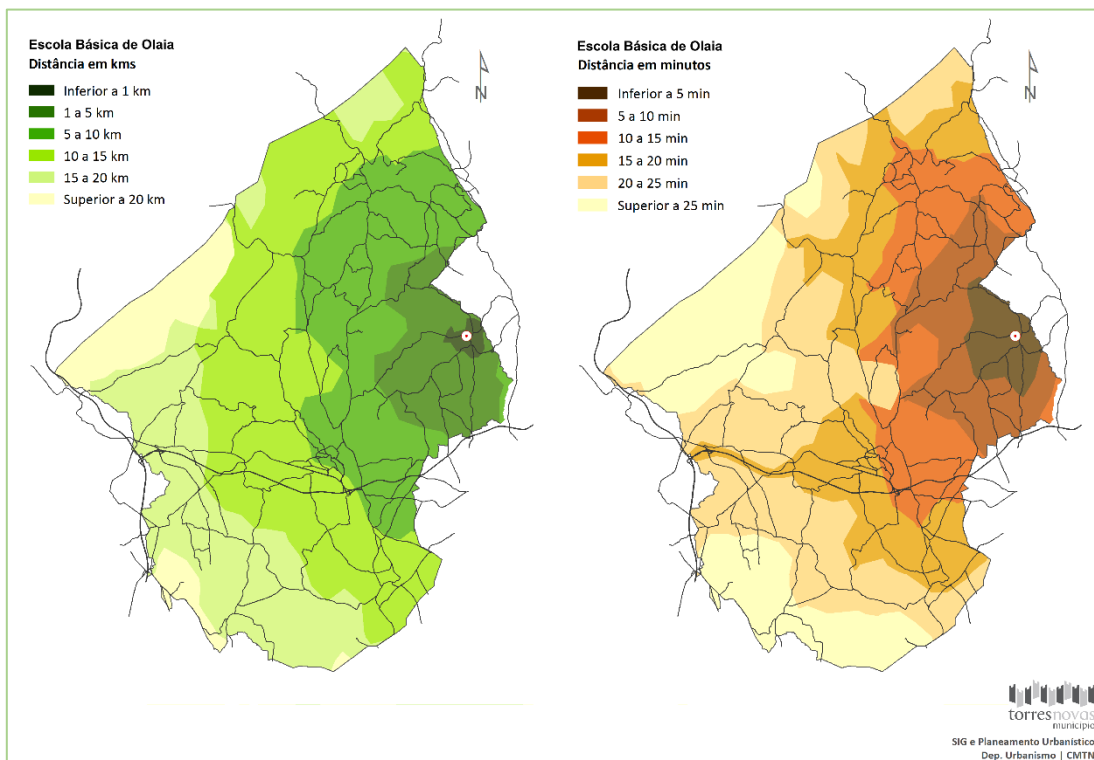 Escola Básica de Olaia
Distância em kms
Inferior a 1 km
1 a 5 km
5 a 10 km
10 a 15 km
15 a 20 km
Superior a 20 km
N
Escola Básica de Olaia
Distância em minutos
Inferior a 5 min
5 a 10 min
10 a 15 min
15 a 20 min
20 a 25 min
Superior a 25 min
N
torresnovas
município
SIG e Planeamento Urbanístico
Dep. Urbanismo | CMTN